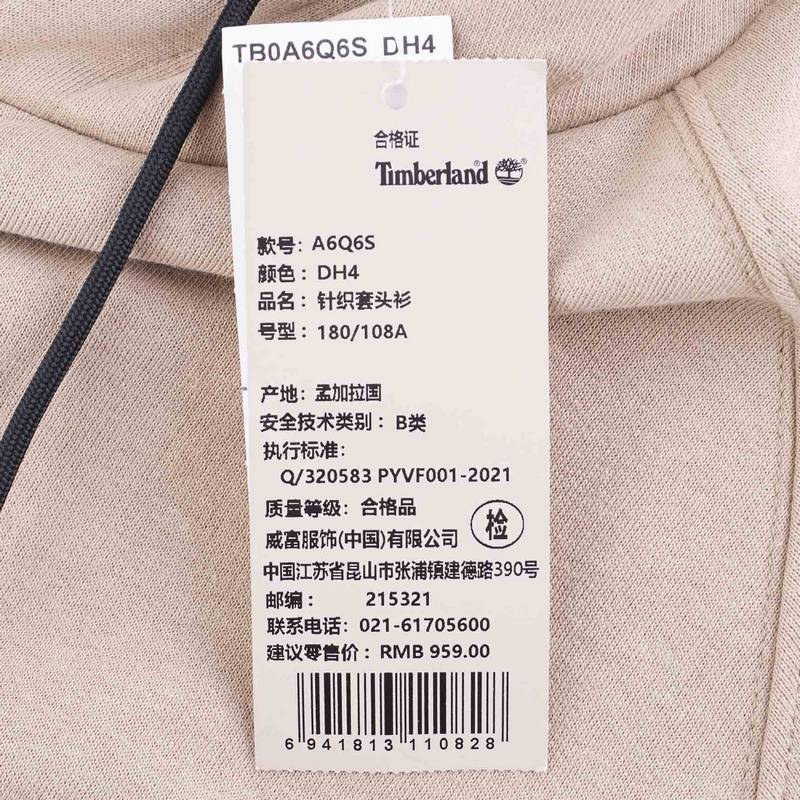 TB0A6Q6S DH4
合格证
Timberland
款号: A6Q6S
颜色: DH4
品名: 针织套头衫
号型: 180/108A
产地: 孟加拉国
安全技术类别: B类
执行标准:
Q/320583 PYVF001-2021
质量等级: 合格品
检
威富服饰(中国)有限公司
中国江苏省昆山市张浦镇建德路390号
邮编: 215321
联系电话: 021-61705600
建议零售价: RMB 959.00
6 941813 110828